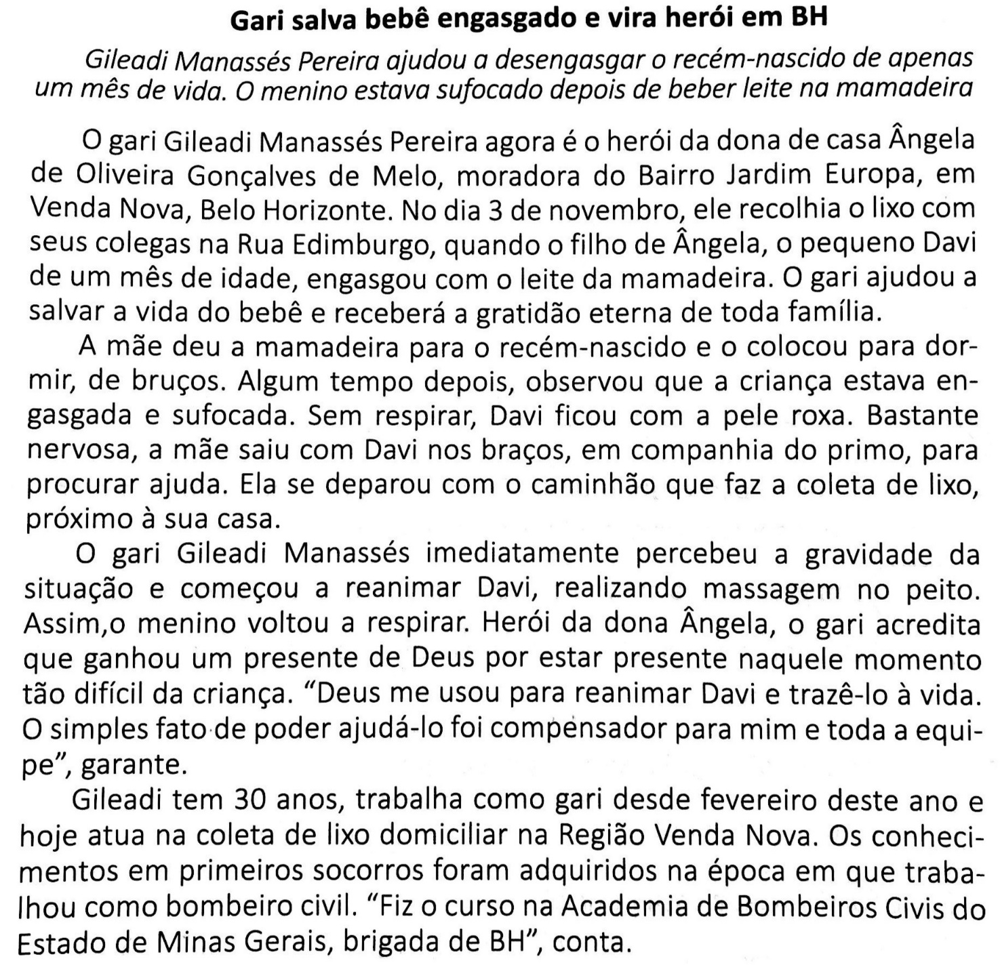 Gari salva bebê engasgado e vira herói em BH
Gileadi Manassés Pereira ajudou a desengasgar o recém-nascido de apenas
um mês de vida. O menino estava sufocado depois de beber leite na mamadeira
O gari Gileadi Manassés Pereira agora é o herói da dona de casa Ângela
de Oliveira Gonçalves de Melo, moradora do Bairro Jardim Europa, em
Venda Nova, Belo Horizonte. No dia 3 de novembro, ele recolhia o lixo com
seus colegas na Rua Edimburgo, quando o filho de Ângela, o pequeno Davi
de um mês de idade, engasgou com o leite da mamadeira. O gari ajudou a
salvar a vida do bebê e receberá a gratidão eterna de toda família.
A mãe deu a mamadeira para o recém-nascido e o colocou para dor-
mir, de bruços. Algum tempo depois, observou que a criança estava en-
gasgada e sufocada. Sem respirar, Davi ficou com a pele roxa. Bastante
nervosa, a mãe saiu com Davi nos braços, em companhia do primo, para
procurar ajuda. Ela se deparou com o caminhão que faz a coleta de lixo,
próximo à sua casa.
O gari Gileadi Manassés imediatamente percebeu a gravidade da
situação e começou a reanimar Davi, realizando massagem no peito.
Assim,o menino voltou a respirar. Herói da dona Ângela, o gari acredita
que ganhou um presente de Deus por estar presente naquele momento
tão difícil da criança. “Deus me usou para reanimar Davi e trazê-lo à vida.
O simples fato de poder ajudá-lo foi compensador para mim e toda a equi-
pe”, garante.
Gileadi tem 30 anos, trabalha como gari desde fevereiro deste ano e
hoje atua na coleta de lixo domiciliar na Região Venda Nova. Os conheci-
mentos em primeiros socorros foram adquiridos na época em que traba-
lhou como bombeiro civil. “Fiz o curso na Academia de Bombeiros Civis do
Estado de Minas Gerais, brigada de BH”, conta.